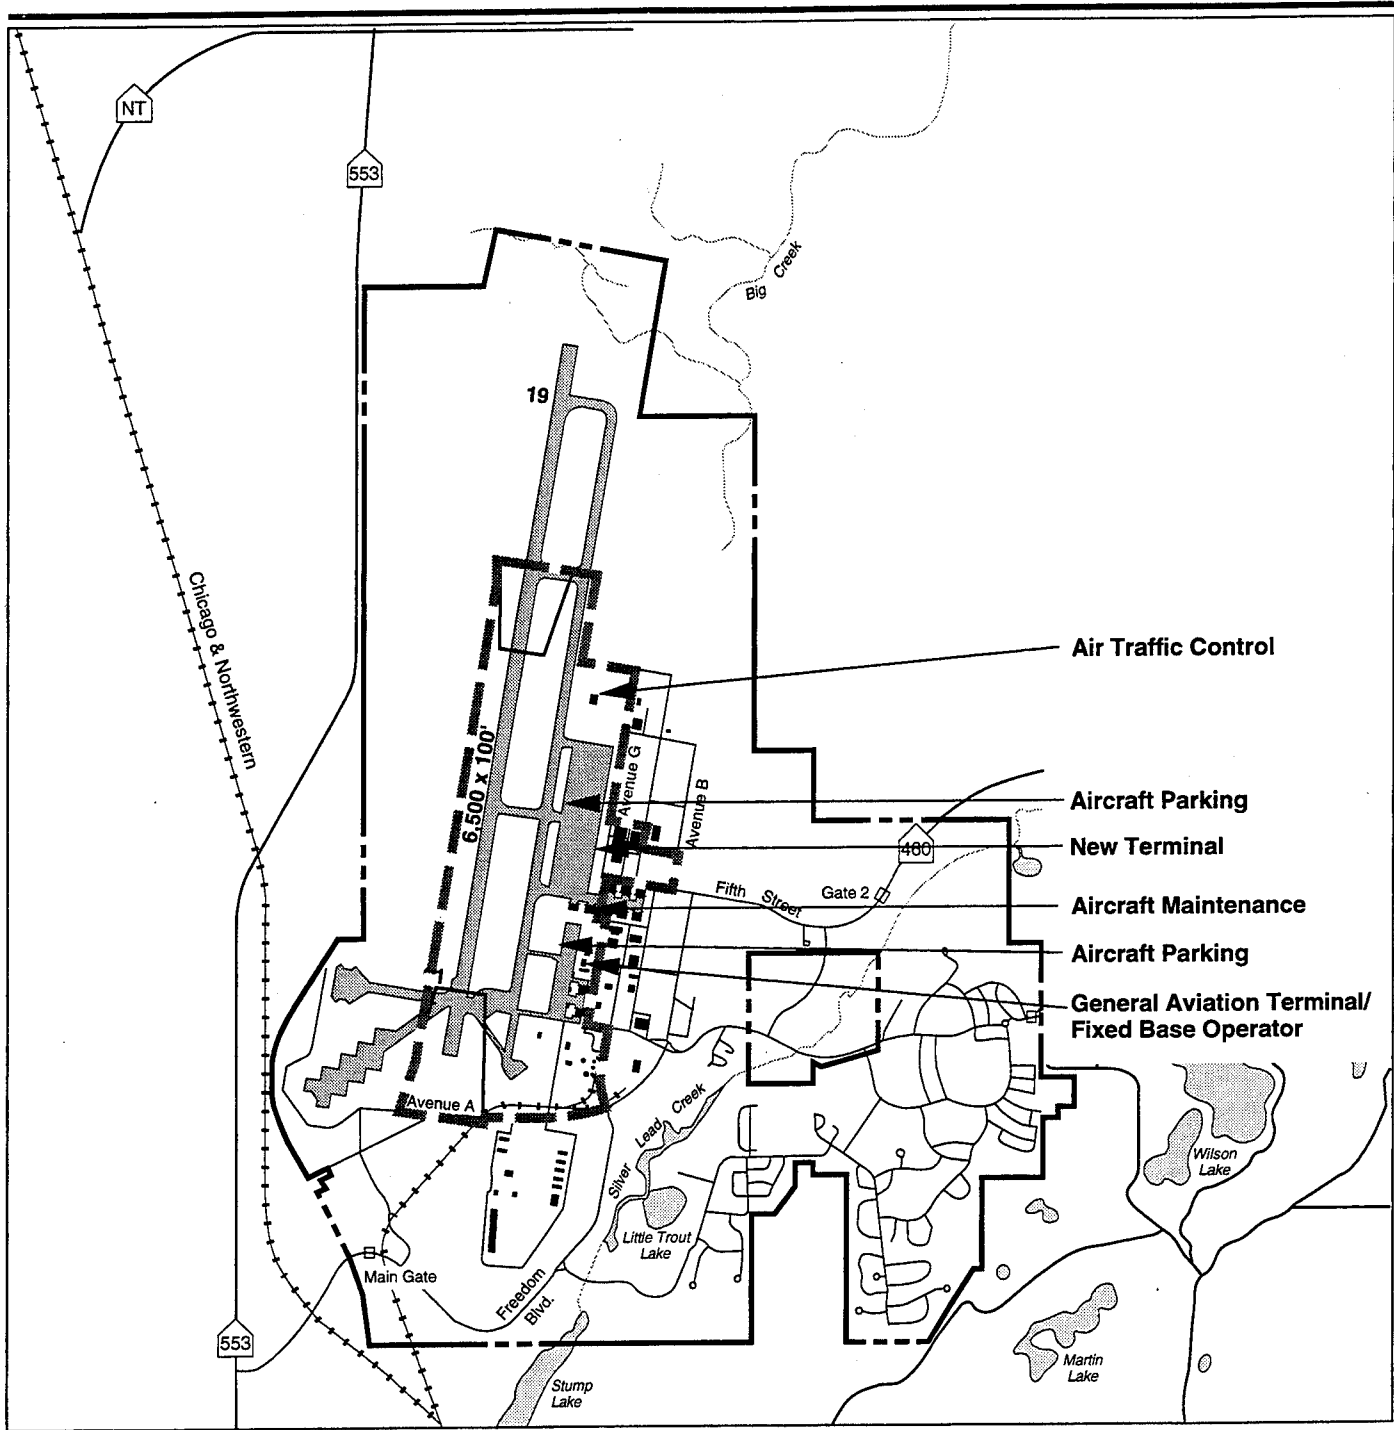 NT
553
Big Creek
19
Chicago & Northwestern
Air Traffic Control
6,500 x 100'
Avenue G
Avenue B
Aircraft Parking
New Terminal
460
Fifth Street
Gate 2
Aircraft Maintenance
Aircraft Parking
1
General Aviation Terminal/
Fixed Base Operator
Avenue A
Silver Lead Creek
Wilson
Lake
Little Trout
Lake
Main Gate
Freedom
Blvd.
553
Martin
Lake
Stump
Lake